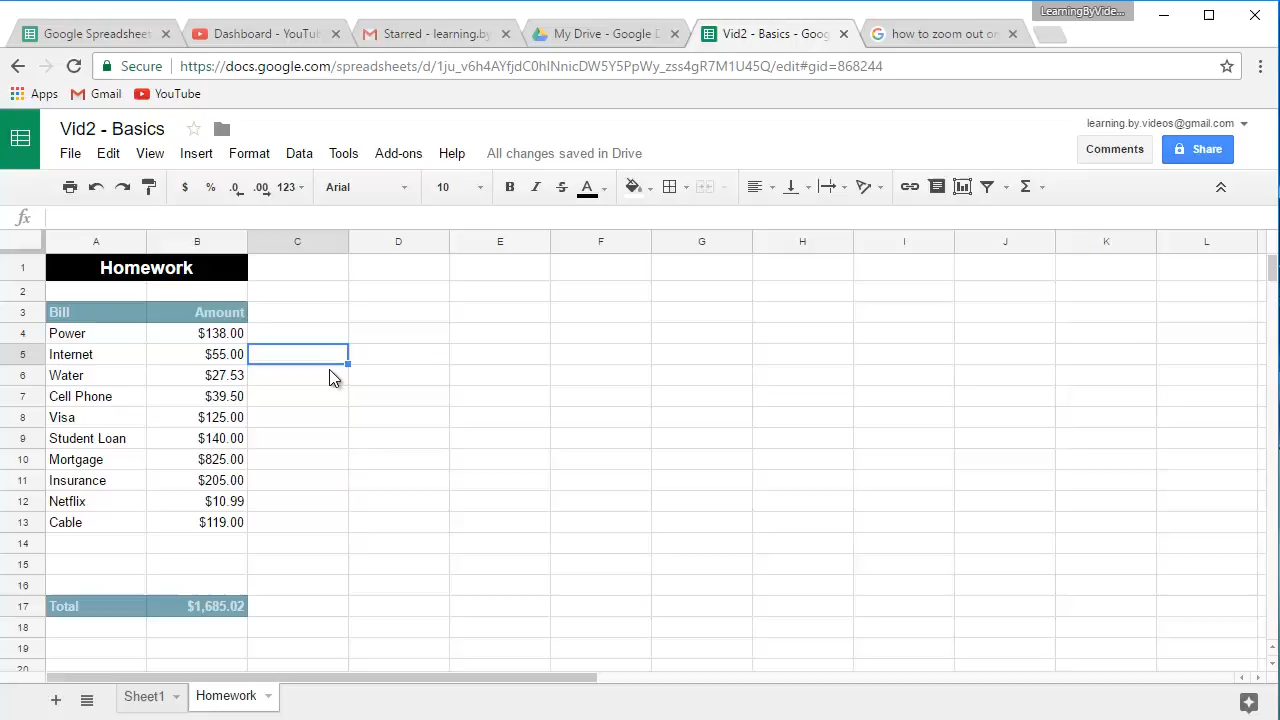 LearningByVide...
Google Spreadsheet
Dashboard - YouTu
Starred - learning.by
My Drive - Google D
Vid2 - Basics - Goog
how to zoom out on
Secure
https://docs.google.com/spreadsheets/d/1ju_v6h4AYfjdC0hINnicDW5Y5PpWy_zss4gR7M1U45Q/edit#gid=868244
Apps Gmail YouTube
Vid2 - Basics
learning.by.videos@gmail.com
File Edit View Insert Format Data Tools Add-ons Help All changes saved in Drive
Comments Share
$ % .0 .00 123 Arial 10 B I S A Σ
fx
A B C D E F G H I J K L
1 Homework
2
3 Bill Amount
4 Power $138.00
5 Internet $55.00
6 Water $27.53
7 Cell Phone $39.50
8 Visa $125.00
9 Student Loan $140.00
10 Mortgage $825.00
11 Insurance $205.00
12 Netflix $10.99
13 Cable $119.00
14
15
16
17 Total $1,685.02
18
19
20
Sheet1 Homework